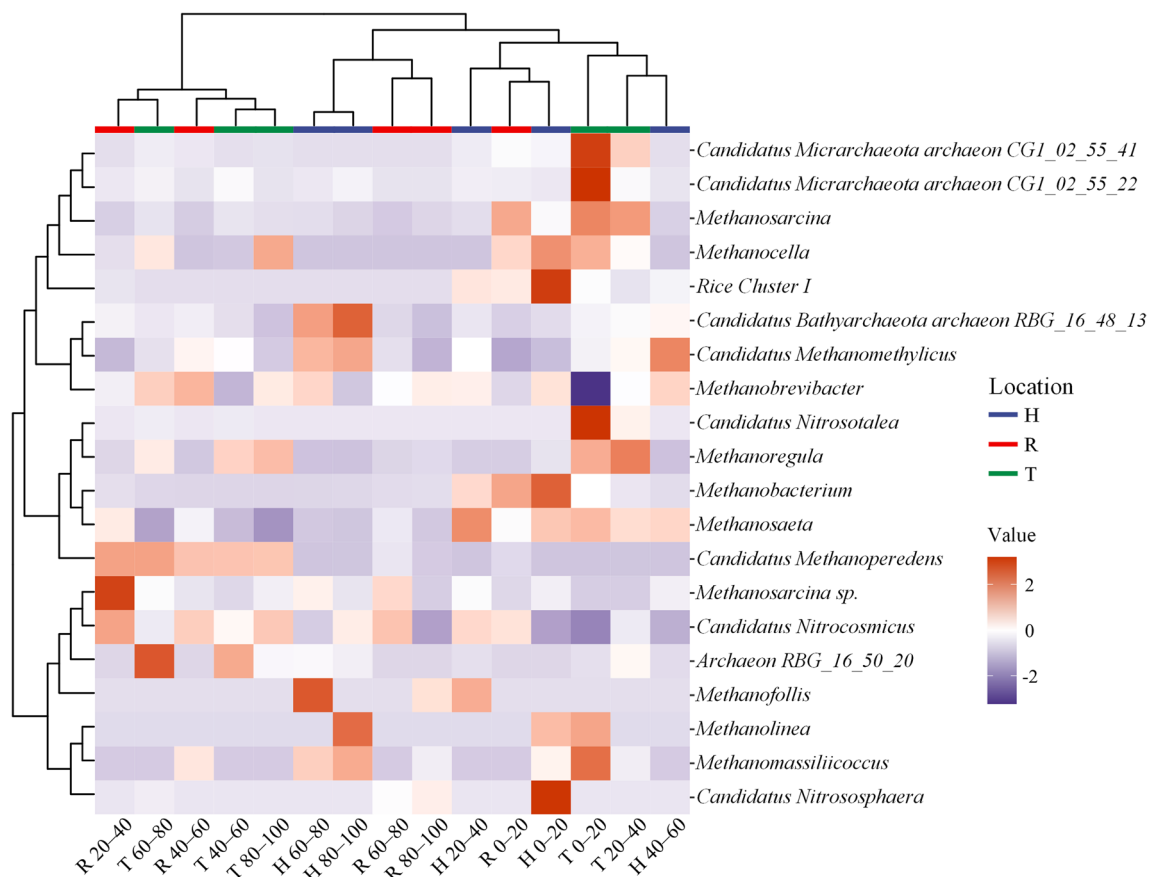 Candidatus Micrarchaeota archaeon CG1_02_55_41
Candidatus Micrarchaeota archaeon CG1_02_55_22
Methanosarcina
Methanocella
Rice Cluster I
Candidatus Bathyarchaeota archaeon RBG_16_48_13
Candidatus Methanomethylicus
Methanobrevibacter
Candidatus Nitrosotalea
Methanoregula
Methanobacterium
Methanosaeta
Candidatus Methanoperedens
Methanosarcina sp.
Candidatus Nitrocosmicus
Archaeon RBG_16_50_20
Methanofollis
Methanolinea
Methanomassiliicoccus
Candidatus Nitrososphaera
Location
H
R
T
Value
2
0
-2
R 20–40
T 60–80
R 40–60
T 40–60
T 80–100
H 60–80
H 80–100
R 60–80
R 80–100
H 20–40
R 0–20
H 0–20
T 0–20
T 20–40
H 40–60